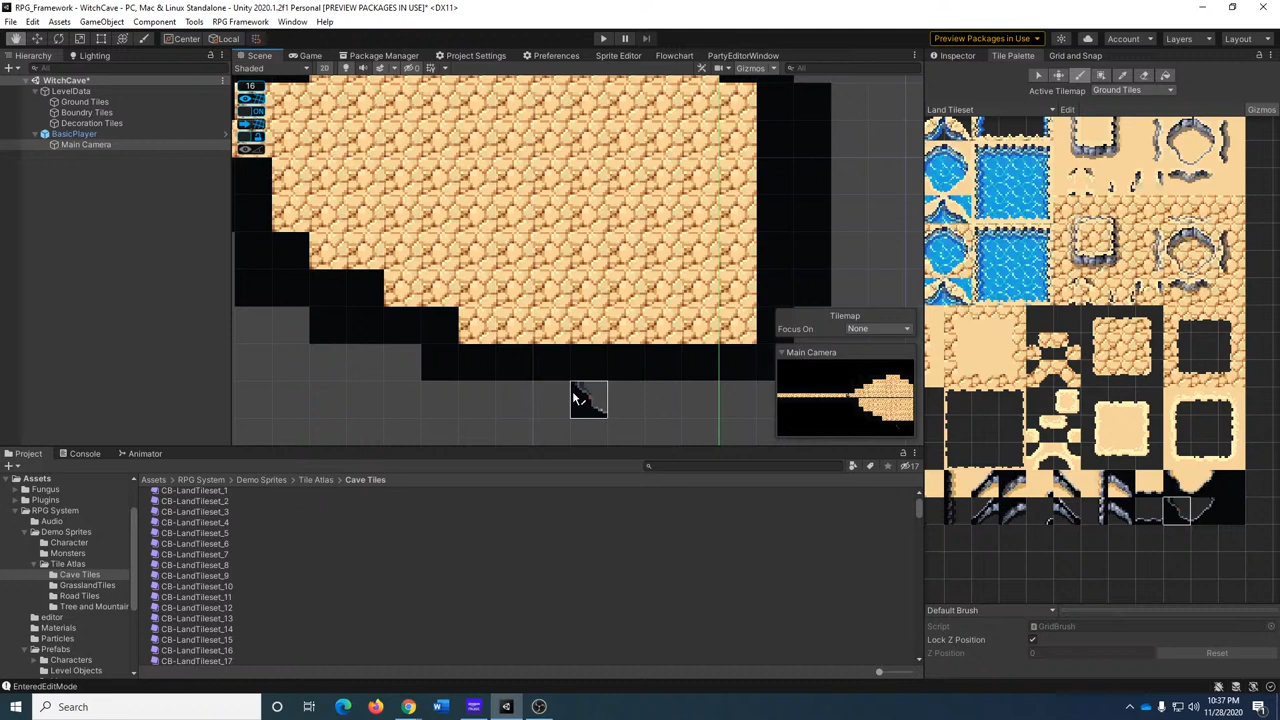 RPG_Framework - WitchCave - PC, Mac & Linux Standalone - Unity 2020.1.2f1 Personal [PREVIEW PACKAGES IN USE]* <DX11>
File Edit Assets GameObject Component Tools RPG Framework Window Help
Center Local Preview Packages in Use Account Layers Layout
Hierarchy Lighting Scene Game Package Manager Project Settings Preferences Sprite Editor Flowchart PartyEditorWindow Inspector Tile Palette Grid and Snap
All Shaded 2D 0 Gizmos All
WitchCave*
LevelData
Ground Tiles
Boundry Tiles
Decoration Tiles
BasicPlayer
Main Camera
16
ON
Tilemap
Focus On None
Main Camera
Active Tilemap Ground Tiles
Land Tileset Edit Gizmos
Default Brush
Script GridBrush
Lock Z Position
Z Position 0 Reset
Project Console Animator
17
Assets
Fungus
Plugins
RPG System
Audio
Demo Sprites
Character
Monsters
Tile Atlas
Cave Tiles
GrasslandTiles
Road Tiles
Tree and Mountain
editor
Materials
Particles
Prefabs
Characters
Level Objects
Assets RPG System Demo Sprites Tile Atlas Cave Tiles
CB-LandTileset_1
CB-LandTileset_2
CB-LandTileset_3
CB-LandTileset_4
CB-LandTileset_5
CB-LandTileset_6
CB-LandTileset_7
CB-LandTileset_8
CB-LandTileset_9
CB-LandTileset_10
CB-LandTileset_11
CB-LandTileset_12
CB-LandTileset_13
CB-LandTileset_14
CB-LandTileset_15
CB-LandTileset_16
CB-LandTileset_17
EnteredEditMode
Search
10:37 PM
11/28/2020